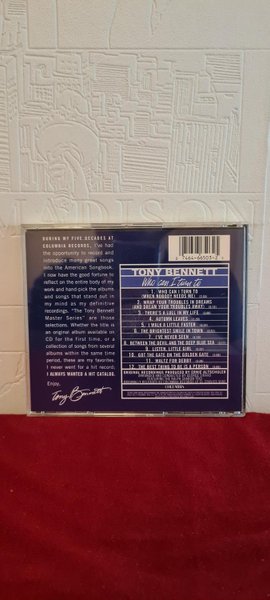 DURING MY FIVE DECADES AT
COLUMBIA RECORDS, I've had
the opportunity to record and
introduce many great songs
into the American Songbook.
I now have the good fortune to
reflect on the entire body of my
work and hand-pick the albums
and songs that stand out
in my mind as my definitive
recordings. "The Tony Bennett
Master Series" are those
selections. Whether the title is
an original album available on
CD for the first time, or a
collection of songs from several
albums within the same time
period, these are my favorites.
I never went for a hit record;
I ALWAYS WANTED A HIT CATALOG.
Enjoy,
Tony Bennett
7464-66503-2
TONY BENNETT
Who can I turn to
1. WHO CAN I TURN TO
(WHEN NOBODY NEEDS ME)
2. WRAP YOUR TROUBLES IN DREAMS
(AND DREAM YOUR TROUBLES AWAY)
3. THERE'S A LULL IN MY LIFE
4. AUTUMN LEAVES
5. I WALK A LITTLE FASTER
6. THE BRIGHTEST SMILE IN TOWN
7. I'VE NEVER SEEN
8. BETWEEN THE DEVIL AND THE DEEP BLUE SEA
9. LISTEN, LITTLE GIRL
10. GOT THE GATE ON THE GOLDEN GATE
11. WALTZ FOR DEBBY
12. THE BEST THING TO BE IS A PERSON
ORIGINAL RECORDINGS PRODUCED BY ERNIE ALTSCHULER